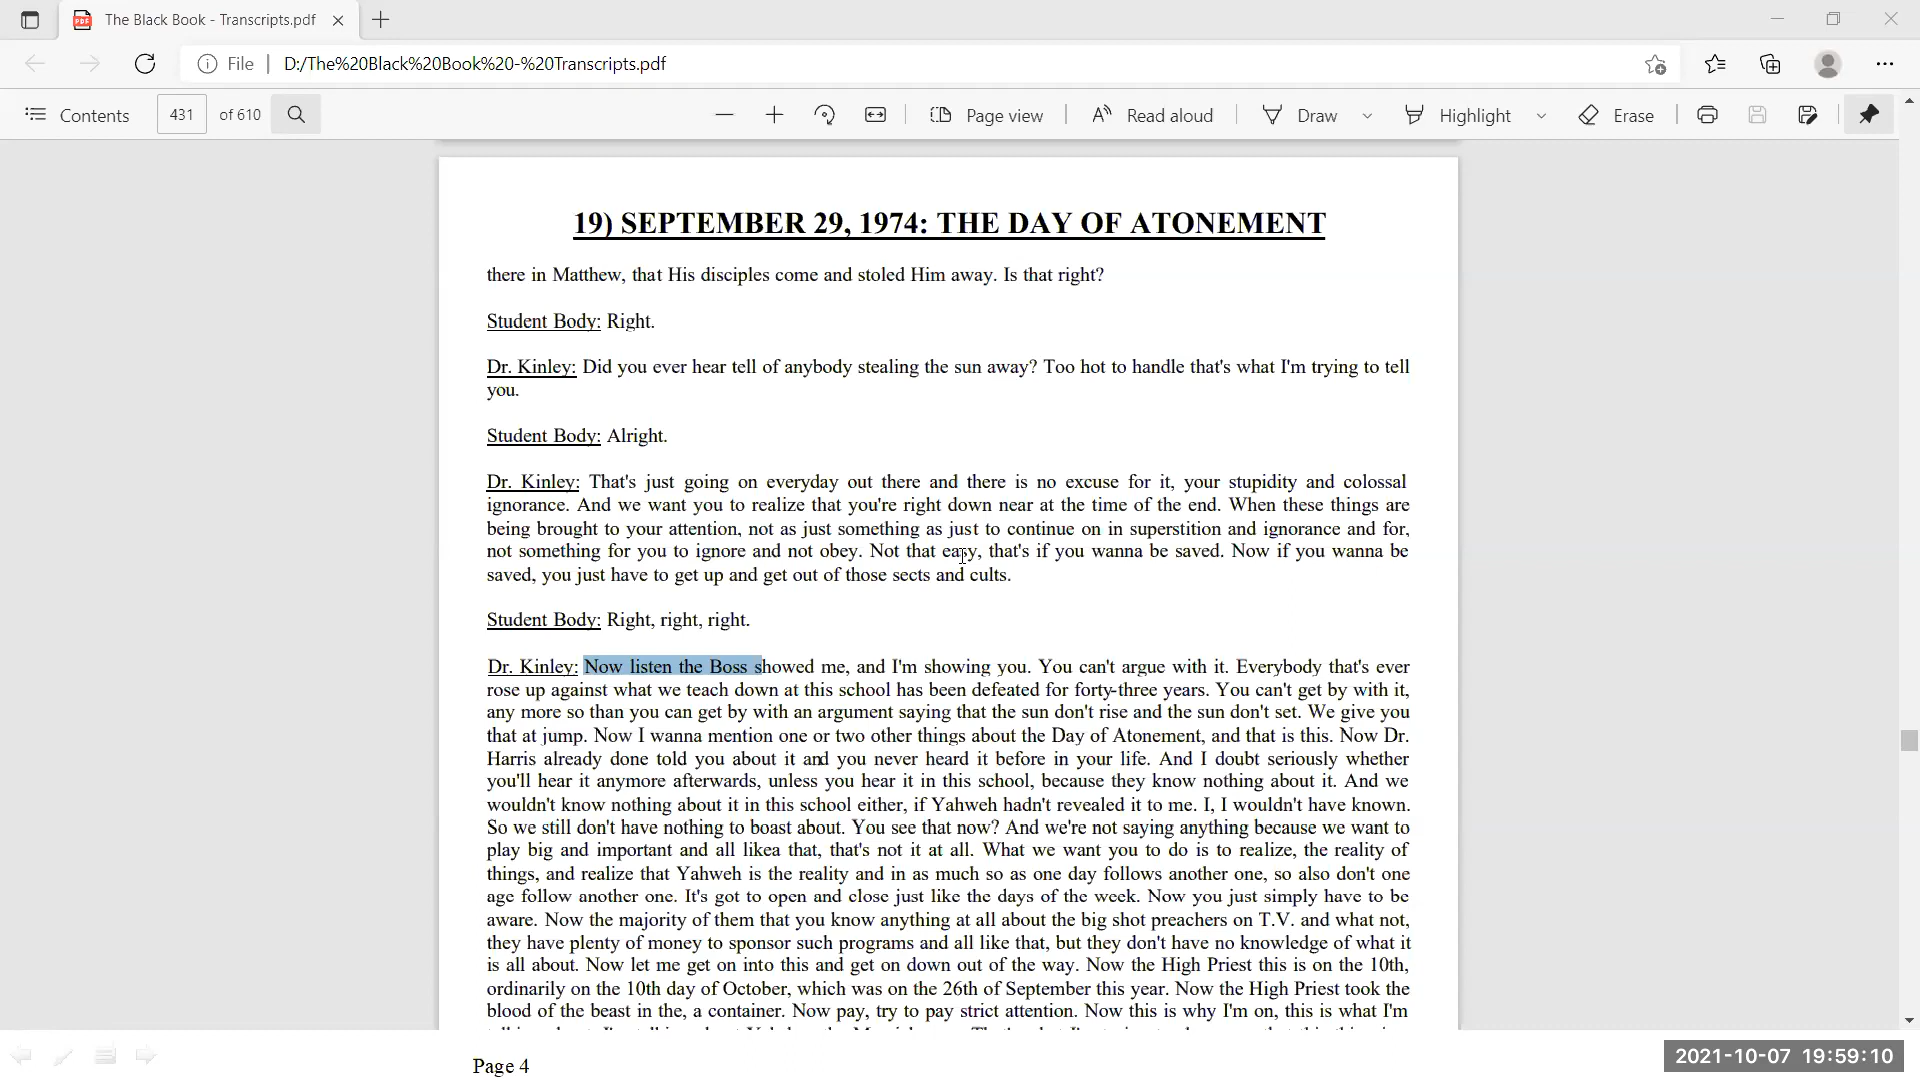 The Black Book - Transcripts.pdf
File
D:/The%20Black%20Book%20-%20Transcripts.pdf
Contents
431
of 610
Page view
Read aloud
Draw
Highlight
Erase
19) SEPTEMBER 29, 1974: THE DAY OF ATONEMENT
there in Matthew, that His disciples come and stoled Him away. Is that right?
Student Body: Right.
Dr. Kinley: Did you ever hear tell of anybody stealing the sun away? Too hot to handle that's what I'm trying to tell
you.
Student Body: Alright.
Dr. Kinley: That's just going on everyday out there and there is no excuse for it, your stupidity and colossal
ignorance. And we want you to realize that you're right down near at the time of the end. When these things are
being brought to your attention, not as just something as just to continue on in superstition and ignorance and for,
not something for you to ignore and not obey. Not that easy, that's if you wanna be saved. Now if you wanna be
saved, you just have to get up and get out of those sects and cults.
Student Body: Right, right, right.
Dr. Kinley: Now listen the Boss showed me, and I'm showing you. You can't argue with it. Everybody that's ever
rose up against what we teach down at this school has been defeated for forty-three years. You can't get by with it,
any more so than you can get by with an argument saying that the sun don't rise and the sun don't set. We give you
that at jump. Now I wanna mention one or two other things about the Day of Atonement, and that is this. Now Dr.
Harris already done told you about it and you never heard it before in your life. And I doubt seriously whether
you'll hear it anymore afterwards, unless you hear it in this school, because they know nothing about it. And we
wouldn't know nothing about it in this school either, if Yahweh hadn't revealed it to me. I, I wouldn't have known.
So we still don't have nothing to boast about. You see that now? And we're not saying anything because we want to
play big and important and all likea that, that's not it at all. What we want you to do is to realize, the reality of
things, and realize that Yahweh is the reality and in as much so as one day follows another one, so also don't one
age follow another one. It's got to open and close just like the days of the week. Now you just simply have to be
aware. Now the majority of them that you know anything at all about the big shot preachers on T.V. and what not,
they have plenty of money to sponsor such programs and all like that, but they don't have no knowledge of what it
is all about. Now let me get on into this and get on down out of the way. Now the High Priest this is on the 10th,
ordinarily on the 10th day of October, which was on the 26th of September this year. Now the High Priest took the
blood of the beast in the, a container. Now pay, try to pay strict attention. Now this is why I'm on, this is what I'm
Page 4
2021-10-07 19:59:10